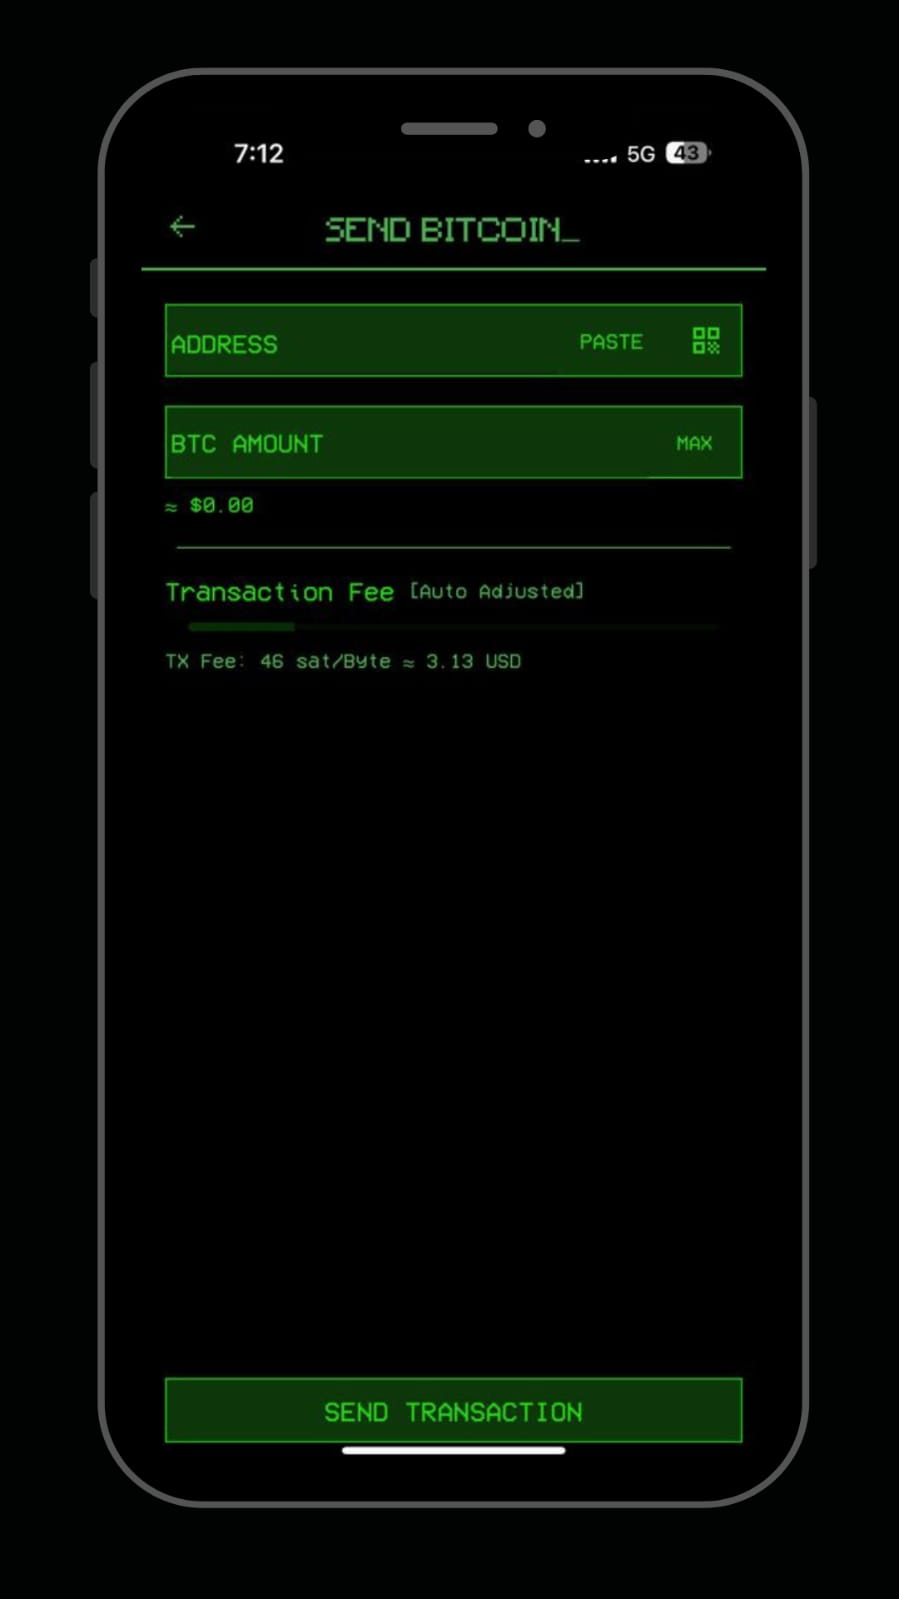 7:12 5G 43
← SEND BITCOIN_
ADDRESS PASTE
BTC AMOUNT MAX
≈ $0.00
Transaction Fee [Auto Adjusted]
TX Fee: 46 sat/Byte ≈ 3.13 USD
SEND TRANSACTION